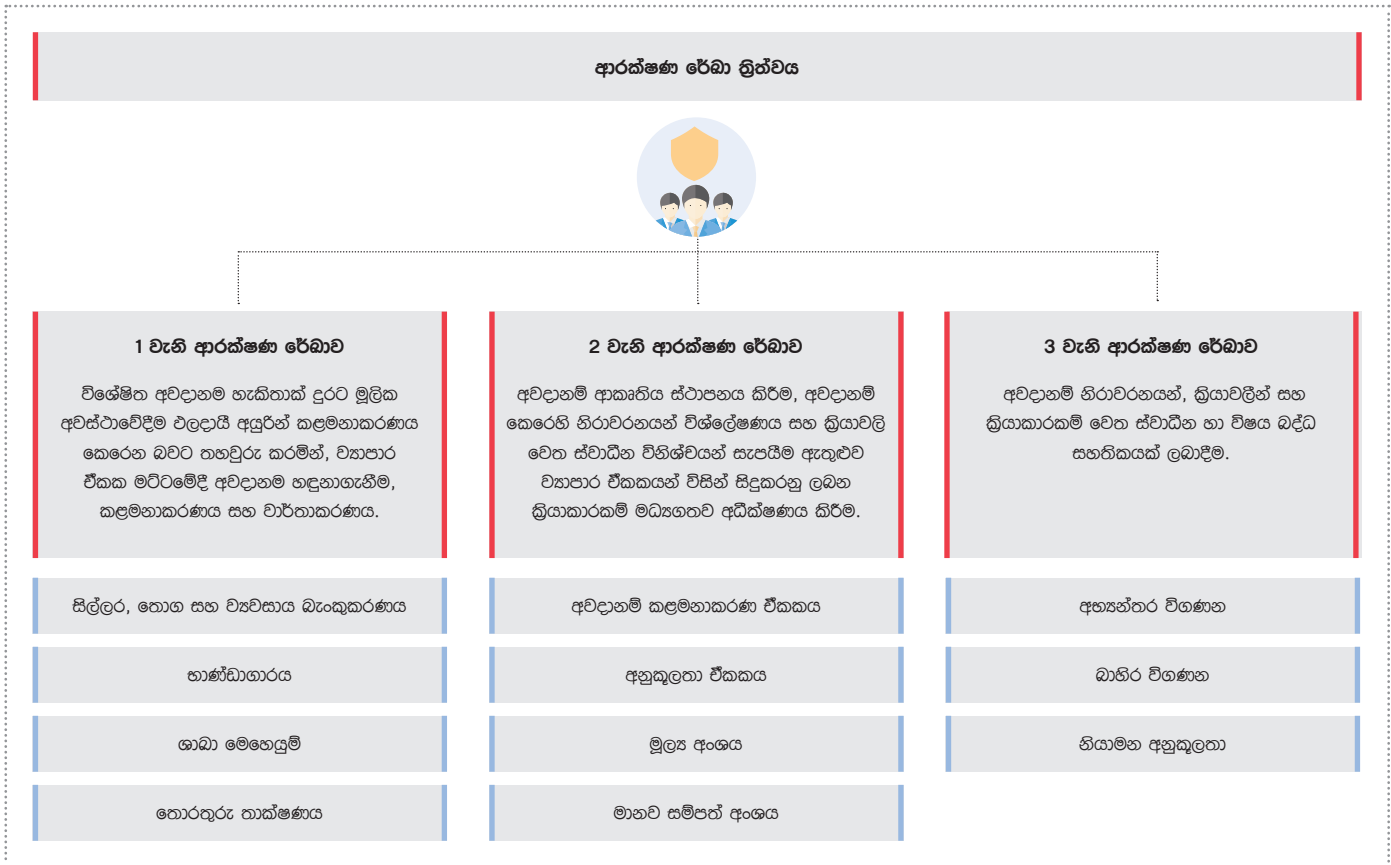 ආරක්ෂණ රේඛා ත්‍රිත්වය
1 වැනි ආරක්ෂණ රේඛාව
විශේෂිත අවදානම හැකිතාක් දුරට මූලික
අවස්ථාවේදීම ඵලදායී අයුරින් කළමනාකරණය
කෙරෙන බවට තහවුරු කරමින්, ව්‍යාපාර
ඒකක මට්ටමේදී අවදානම හඳුනාගැනීම,
කළමනාකරණය සහ වාර්තාකරණය.
සිල්ලර, තොග සහ ව්‍යවසාය බැංකුකරණය
භාණ්ඩාගාරය
ශාඛා මෙහෙයුම්
තොරතුරු තාක්ෂණය
2 වැනි ආරක්ෂණ රේඛාව
අවදානම් ආකෘතිය ස්ථාපනය කිරීම, අවදානම්
කෙරෙහි නිරාවරනයන් විශ්ලේෂණය සහ ක්‍රියාවලි
වෙත ස්වාධීන විනිශ්චයන් සැපයීම ඇතුළුව
ව්‍යාපාර ඒකකයන් විසින් සිදුකරනු ලබන
ක්‍රියාකාරකම් මධ්‍යගතව අධීක්ෂණය කිරීම.
අවදානම් කළමනාකරණ ඒකකය
අනුකූලතා ඒකකය
මූල්‍ය අංශය
මානව සම්පත් අංශය
3 වැනි ආරක්ෂණ රේඛාව
අවදානම් නිරාවරනයන්, ක්‍රියාවලීන් සහ
ක්‍රියාකාරකම් වෙත ස්වාධීන හා විෂය බද්ධ
සහතිකයක් ලබාදීම.
අභ්‍යන්තර විගණන
බාහිර විගණන
නියාමන අනුකූලතා